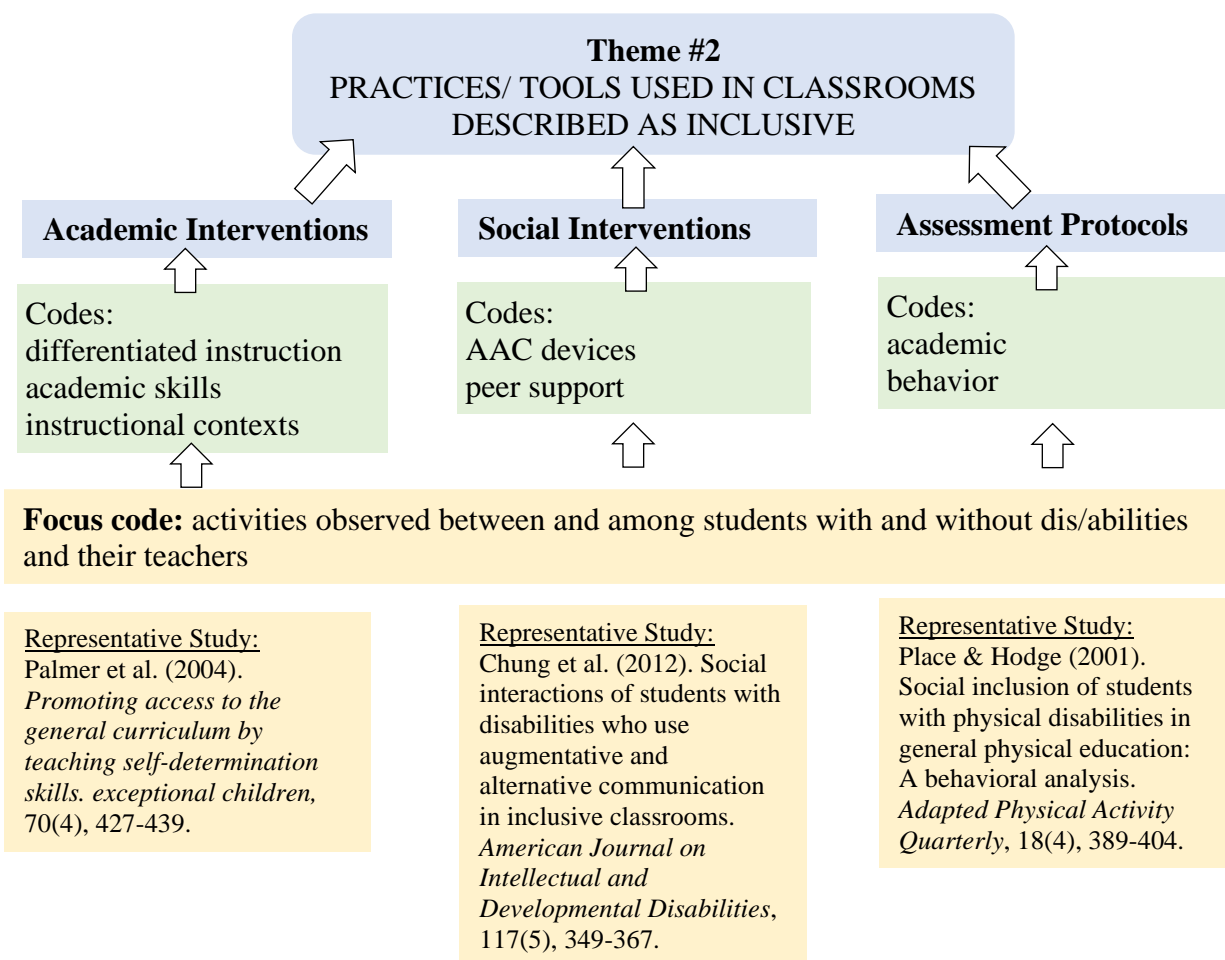 Theme #2
PRACTICES/ TOOLS USED IN CLASSROOMS
DESCRIBED AS INCLUSIVE
Academic Interventions
Social Interventions
Assessment Protocols
Codes:
differentiated instruction
academic skills
instructional contexts
Codes:
AAC devices
peer support
Codes:
academic
behavior
Focus code: activities observed between and among students with and without dis/abilities
and their teachers
Representative Study:
Palmer et al. (2004).
Promoting access to the
general curriculum by
teaching self-determination
skills. exceptional children,
70(4), 427-439.
Representative Study:
Chung et al. (2012). Social
interactions of students with
disabilities who use
augmentative and
alternative communication
in inclusive classrooms.
American Journal on
Intellectual and
Developmental Disabilities,
117(5), 349-367.
Representative Study:
Place & Hodge (2001).
Social inclusion of students
with physical disabilities in
general physical education:
A behavioral analysis.
Adapted Physical Activity
Quarterly, 18(4), 389-404.